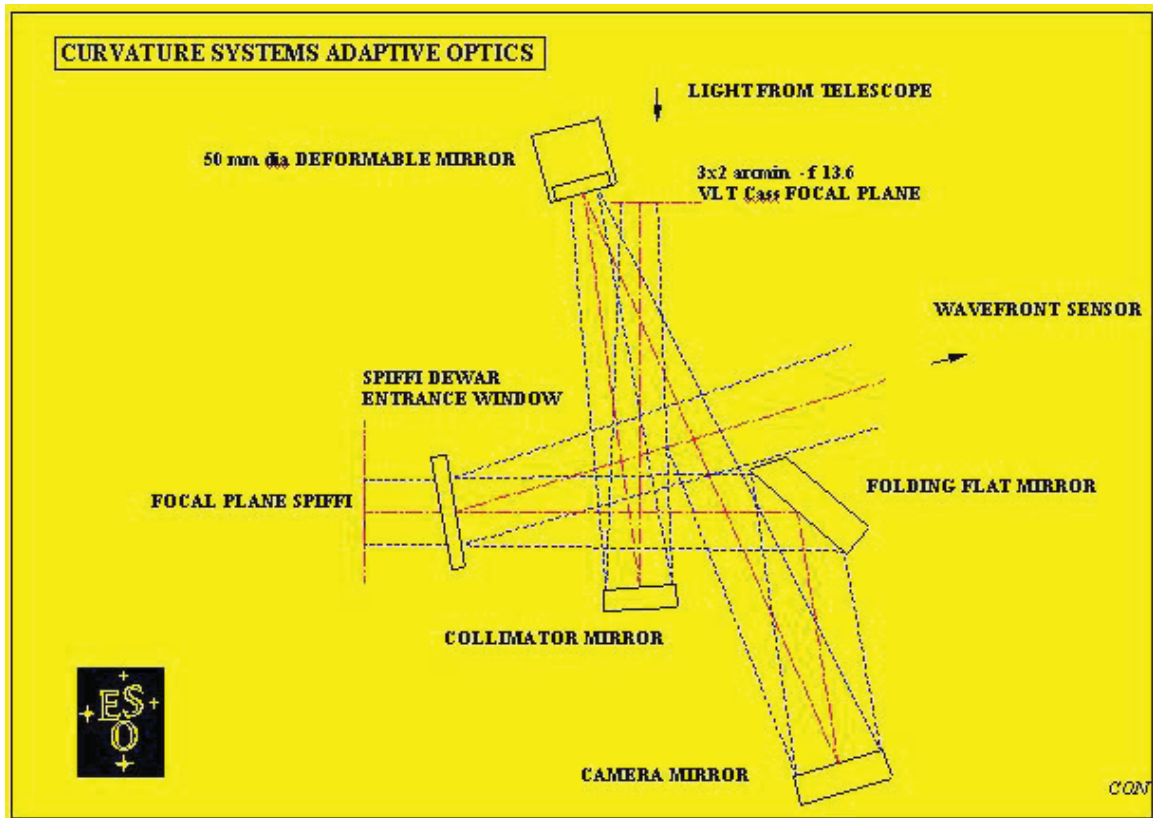 CURVATURE SYSTEMS ADAPTIVE OPTICS
LIGHT FROM TELESCOPE
50 mm dia DEFORMABLE MIRROR
3x2 arcmin - f 13.6
VLT Cass FOCAL PLANE
WAVEFRONT SENSOR
SPIFFI DEWAR
ENTRANCE WINDOW
FOLDING FLAT MIRROR
FOCAL PLANE SPIFFI
COLLIMATOR MIRROR
ESO
CAMERA MIRROR
CON